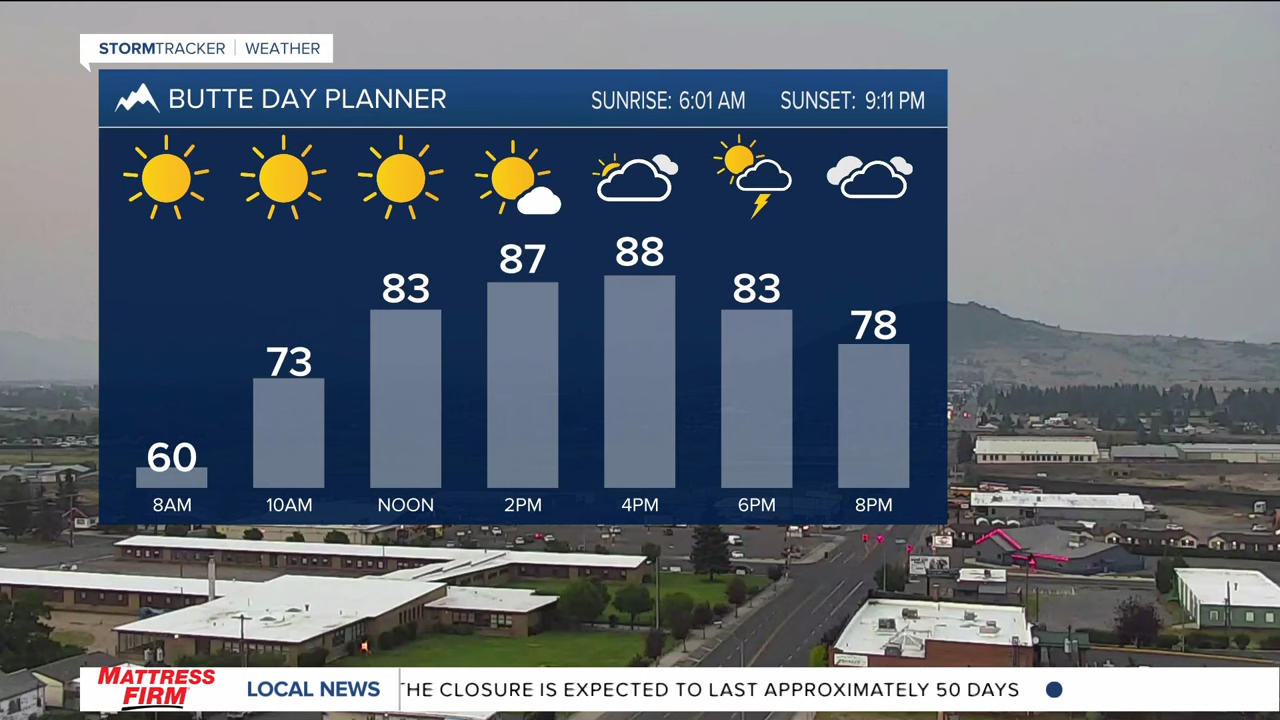 STORMTRACKER | WEATHER
BUTTE DAY PLANNER
SUNRISE: 6:01 AM SUNSET: 9:11 PM
60 73 83 87 88 83 78
8AM 10AM NOON 2PM 4PM 6PM 8PM
MATTRESS
FIRM
LOCAL NEWS
THE CLOSURE IS EXPECTED TO LAST APPROXIMATELY 50 DAYS